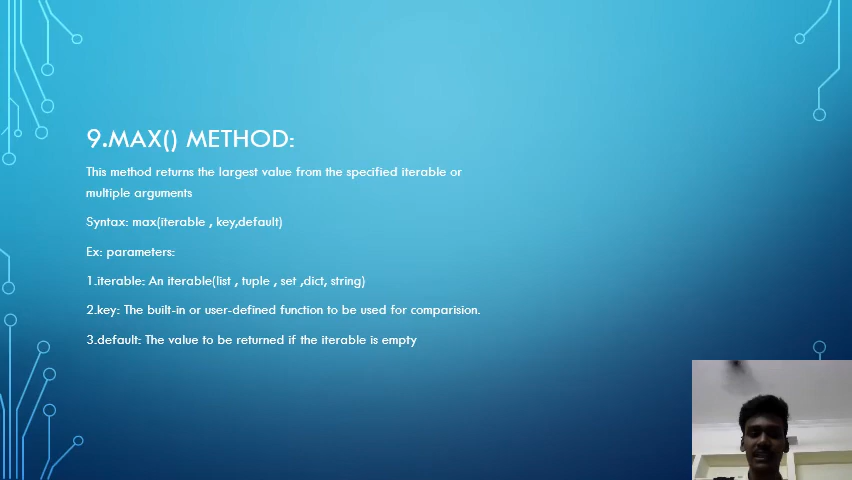 9.MAX() METHOD:
This method returns the largest value from the specified iterable or
multiple arguments
Syntax: max(iterable , key,default)
Ex: parameters:
1.iterable: An iterable(list , tuple , set ,dict, string)
2.key: The built-in or user-defined function to be used for comparision.
3.default: The value to be returned if the iterable is empty